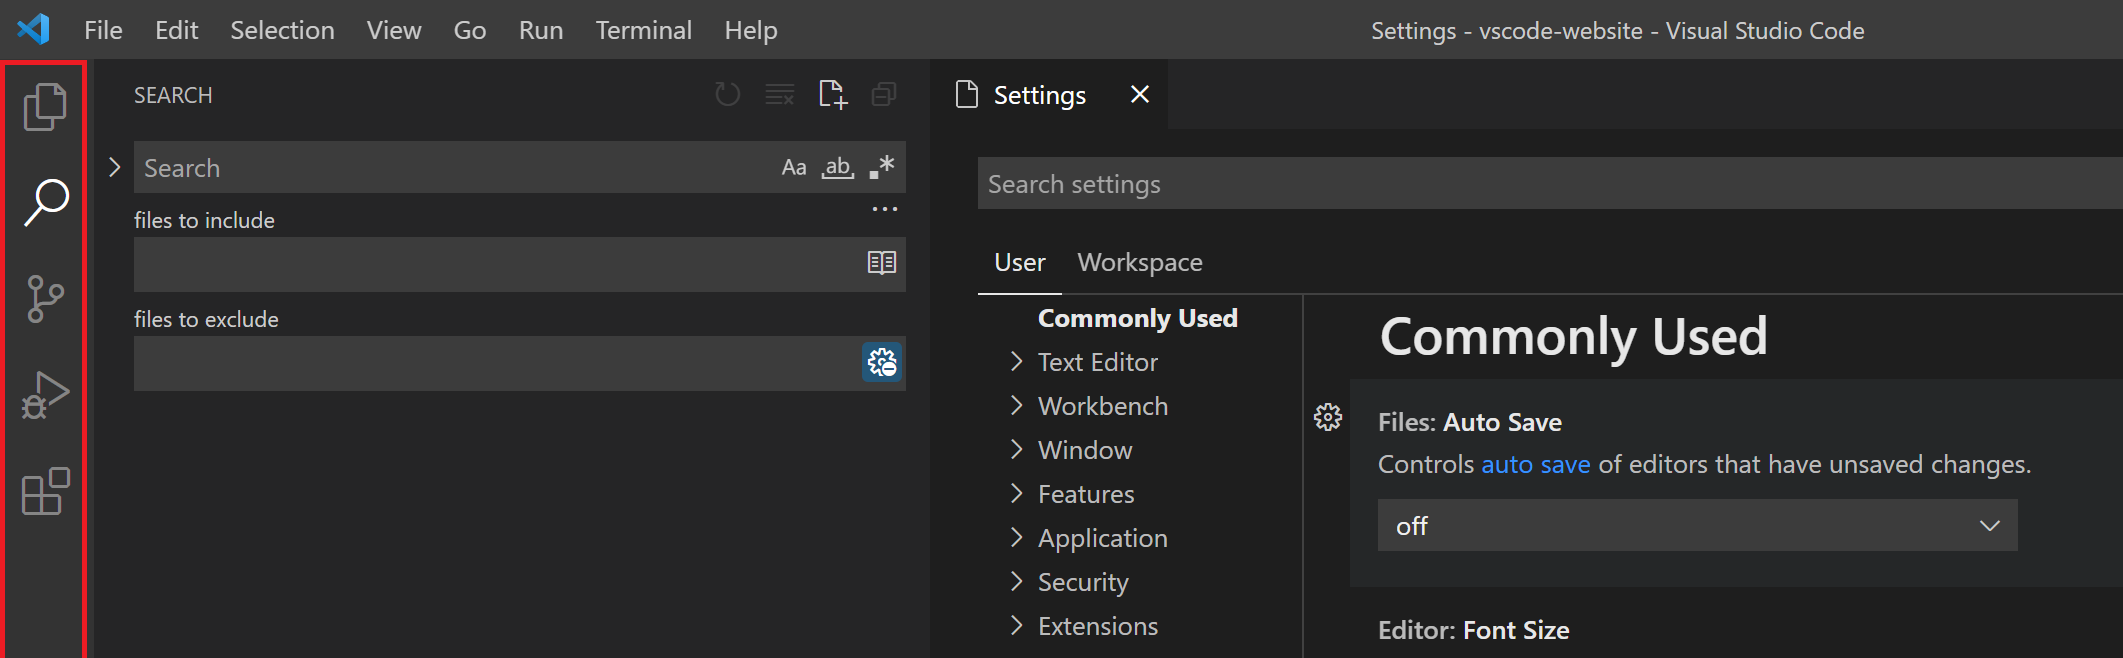 File Edit Selection View Go Run Terminal Help
Settings - vscode-website - Visual Studio Code
SEARCH
Search
Aa ab .*
files to include
files to exclude
Settings
Search settings
User Workspace
Commonly Used
Text Editor
Workbench
Window
Features
Application
Security
Extensions
Commonly Used
Files: Auto Save
Controls auto save of editors that have unsaved changes.
off
Editor: Font Size